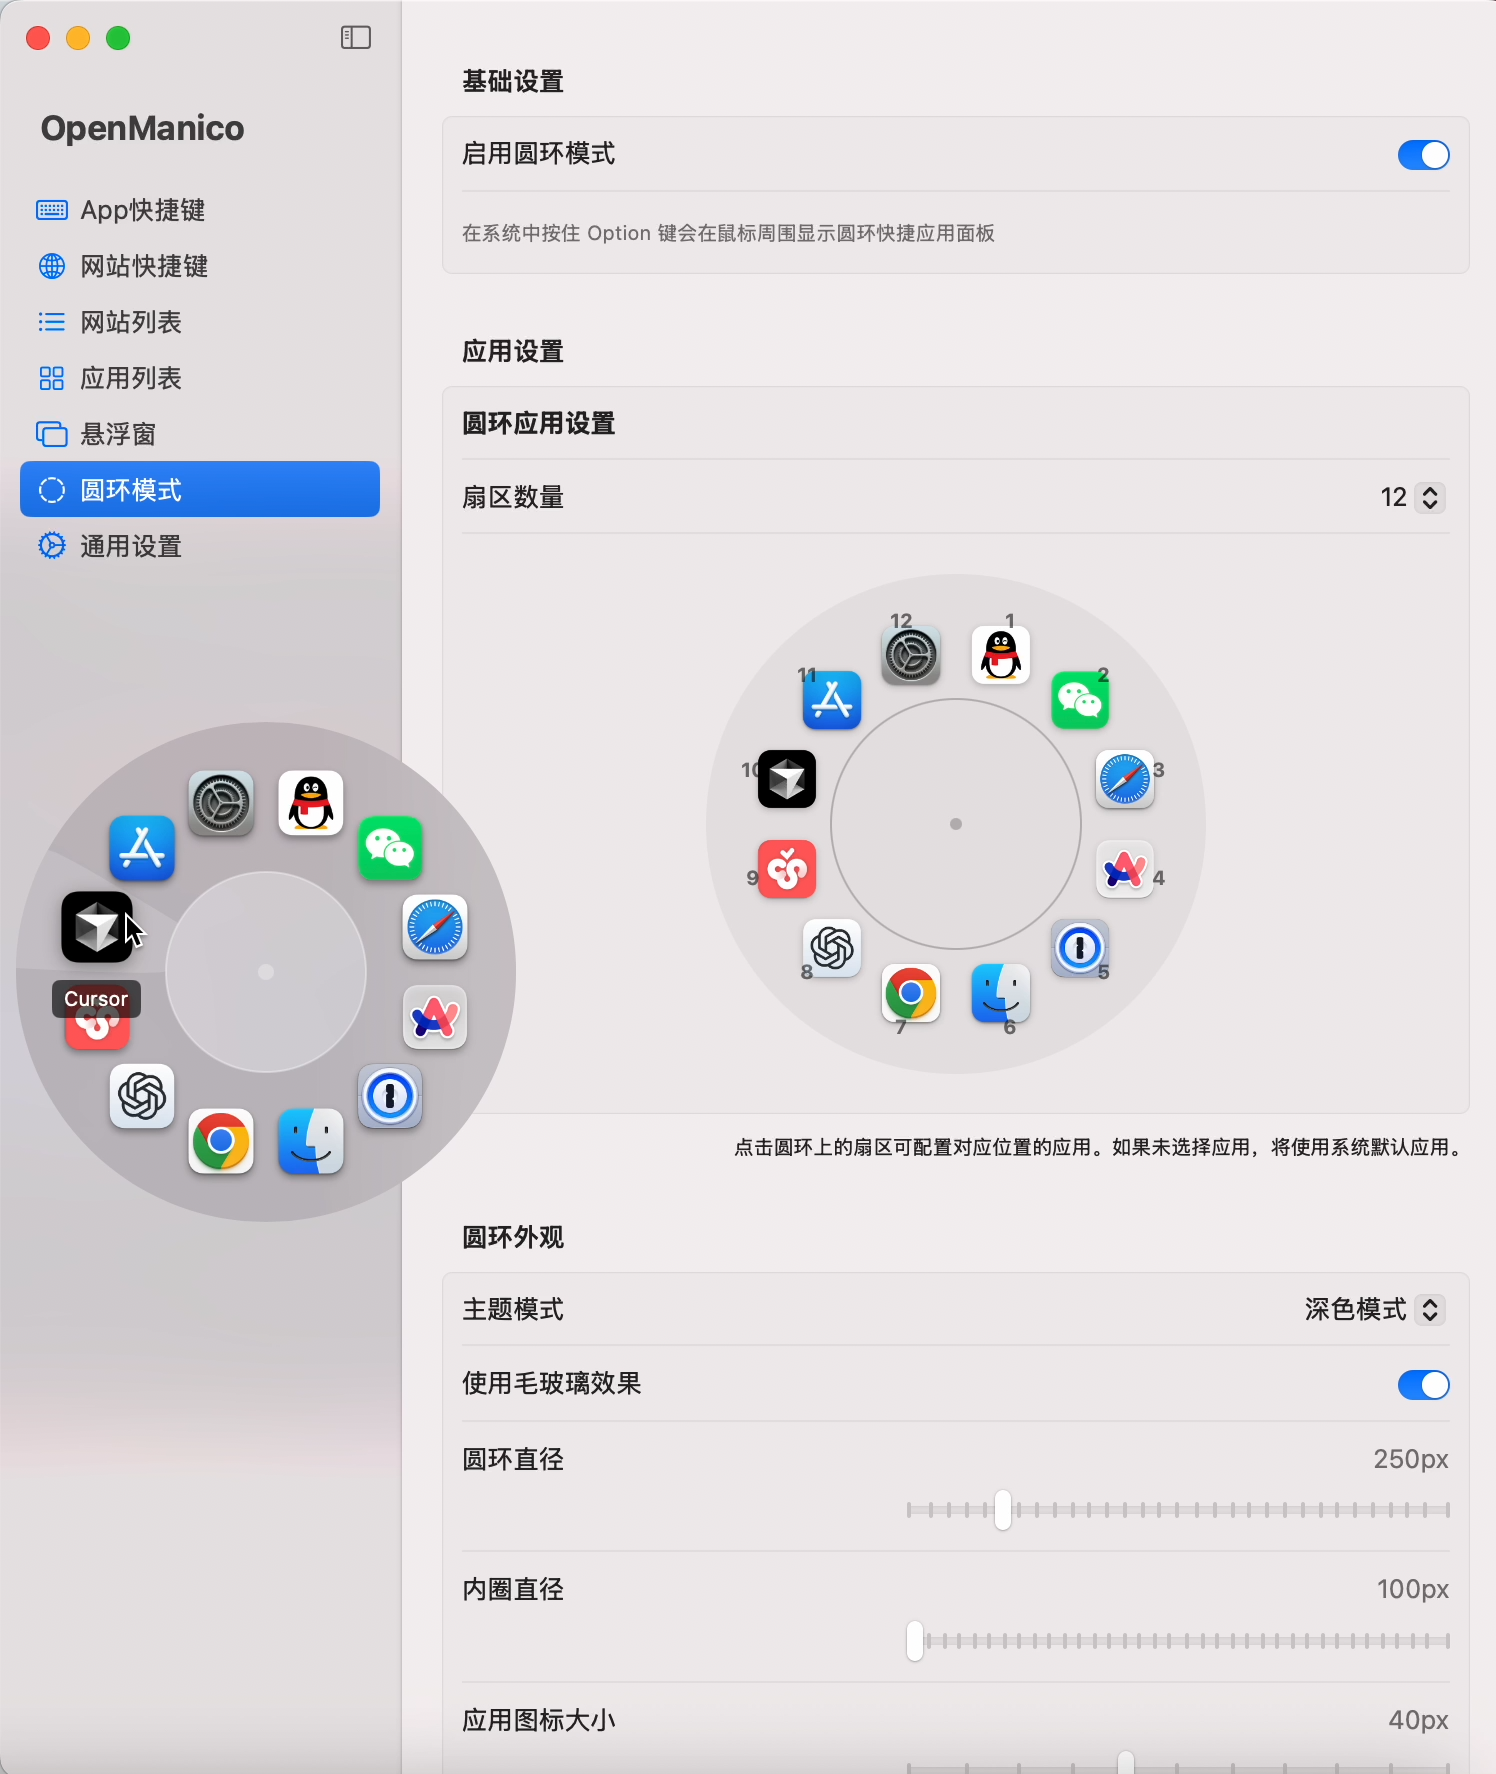 OpenManico
App快捷键
网站快捷键
网站列表
应用列表
悬浮窗
圆环模式
通用设置
Cursor
基础设置
启用圆环模式
在系统中按住 Option 键会在鼠标周围显示圆环快捷应用面板
应用设置
圆环应用设置
扇区数量
12
12
1
11
2
10
3
9
4
8
5
7
6
点击圆环上的扇区可配置对应位置的应用。如果未选择应用，将使用系统默认应用。
圆环外观
主题模式
深色模式
使用毛玻璃效果
圆环直径
250px
内圈直径
100px
应用图标大小
40px